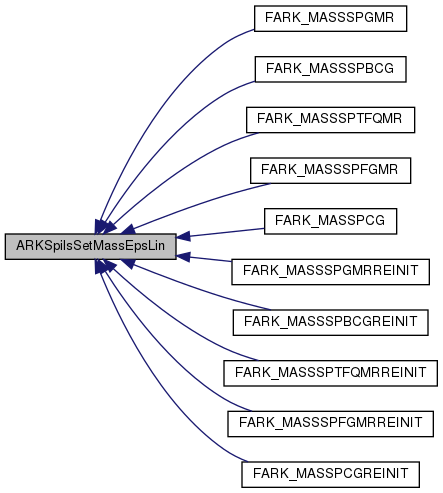 FARK_MASSSPGMR
FARK_MASSSPBCG
FARK_MASSSPTFQMR
FARK_MASSSPFGMR
FARK_MASSPCG
ARKSpilsSetMassEpsLin
FARK_MASSSPGMRREINIT
FARK_MASSSPBCGREINIT
FARK_MASSSPTFQMRREINIT
FARK_MASSSPFGMRREINIT
FARK_MASSPCGREINIT